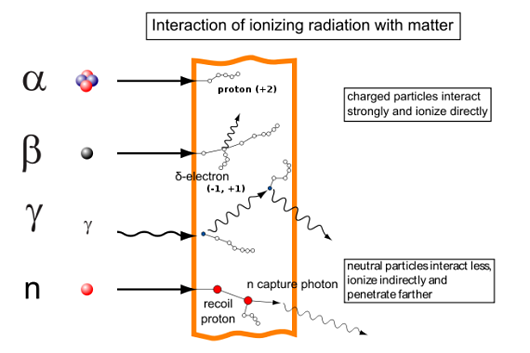 Interaction of ionizing radiation with matter
α
proton (+2)
charged particles interact
strongly and ionize directly
β
δ-electron
(-1, +1)
γ
γ
neutral particles interact less,
ionize indirectly and
penetrate farther
n
n capture photon
recoil
proton